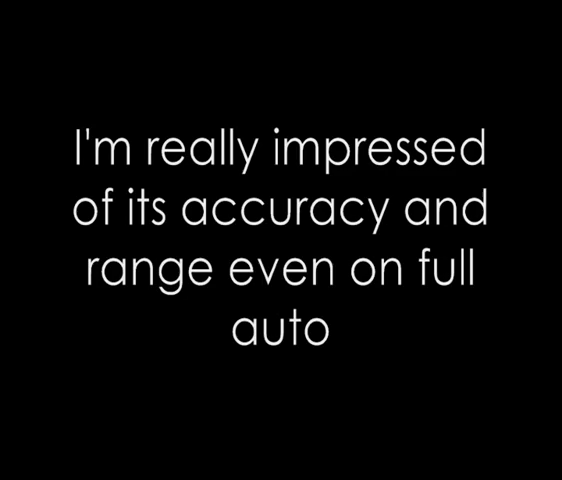 I'm really impressed
of its accuracy and
range even on full
auto